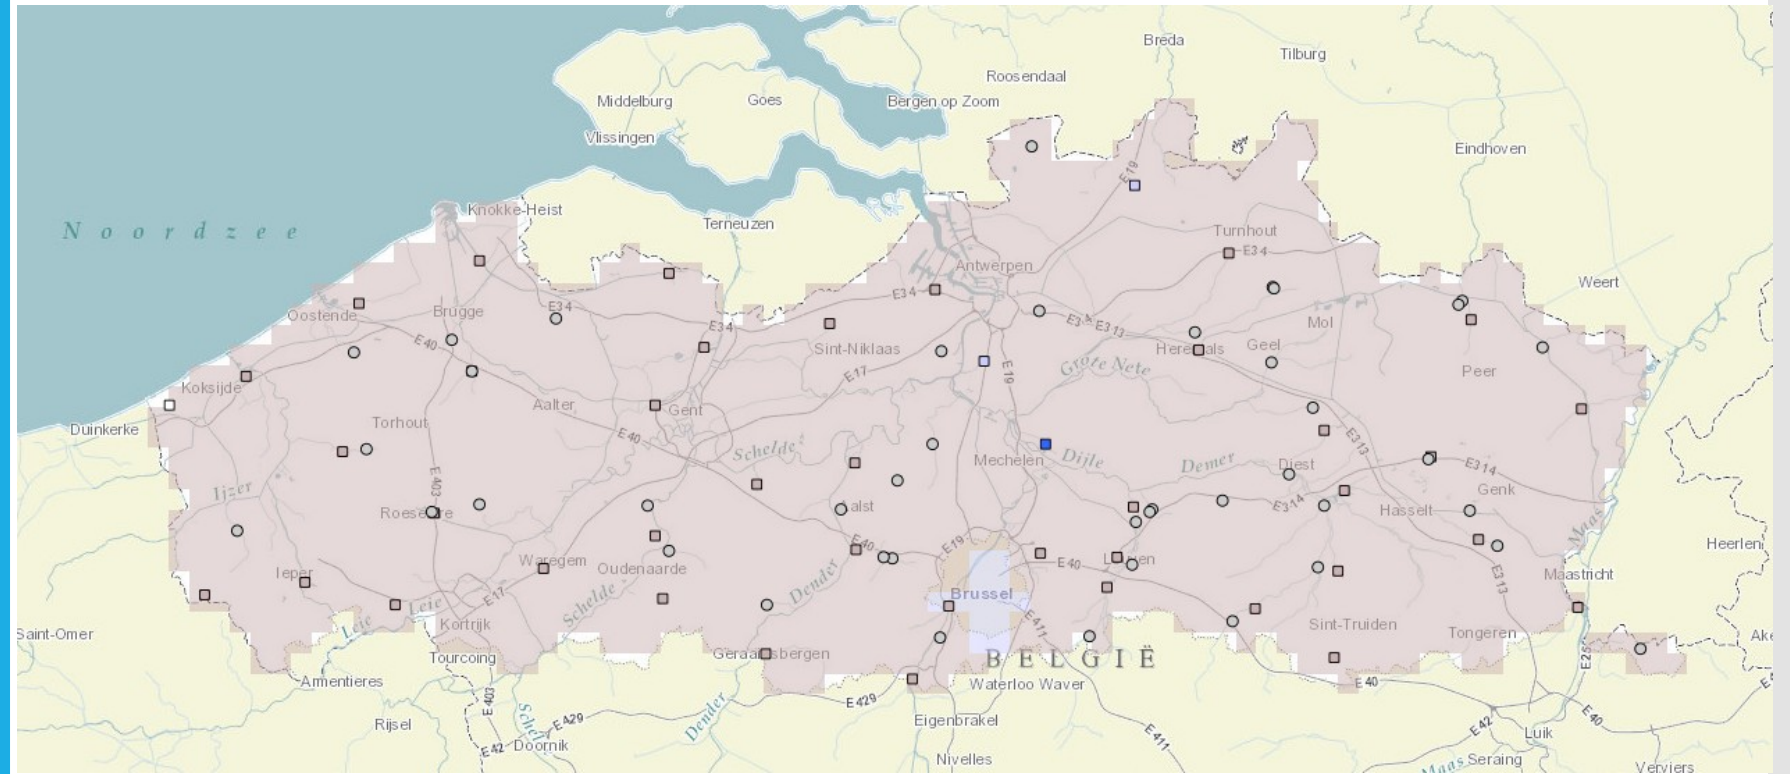 Breda
Tilburg
Roosendaal
Middelburg
Goes
Bergen op Zoom
Vlissingen
Eindhoven
E19
Knokke-Heist
Terneuzen
Noordzee
Turnhout
E34
Antwerpen
Weert
E34
E34
Oostende
Brugge
E34
E313
Mol
E40
Sint-Niklaas
Herentals
Geel
Grote Nete
E17
E19
Peer
Koksijde
Aalter
Gent
Torhout
Duinkerke
E40
Schelde
E313
Mechelen
Dijle
Demer
Diest
E314
E403
IJzer
Genk
Roeselare
Aalst
E314
Hasselt
Maas
E40
E19
Heerlen
Waregem
Oudenaarde
E40
Leuven
Ieper
Dender
Maastricht
E313
E17
Leie
Schelde
Brussel
Kortrijk
E411
Sint-Truiden
Tongeren
Saint-Omer
Leie
Tourcoing
Geraardsbergen
BELGIË
E25
Armentieres
Waterloo Waver
E40
E403
Rijsel
Dender
E429
E429
Eigenbrakel
E411
E42
E40
Luik
E42
Doornik
Nivelles
Maas
Seraing
Verviers